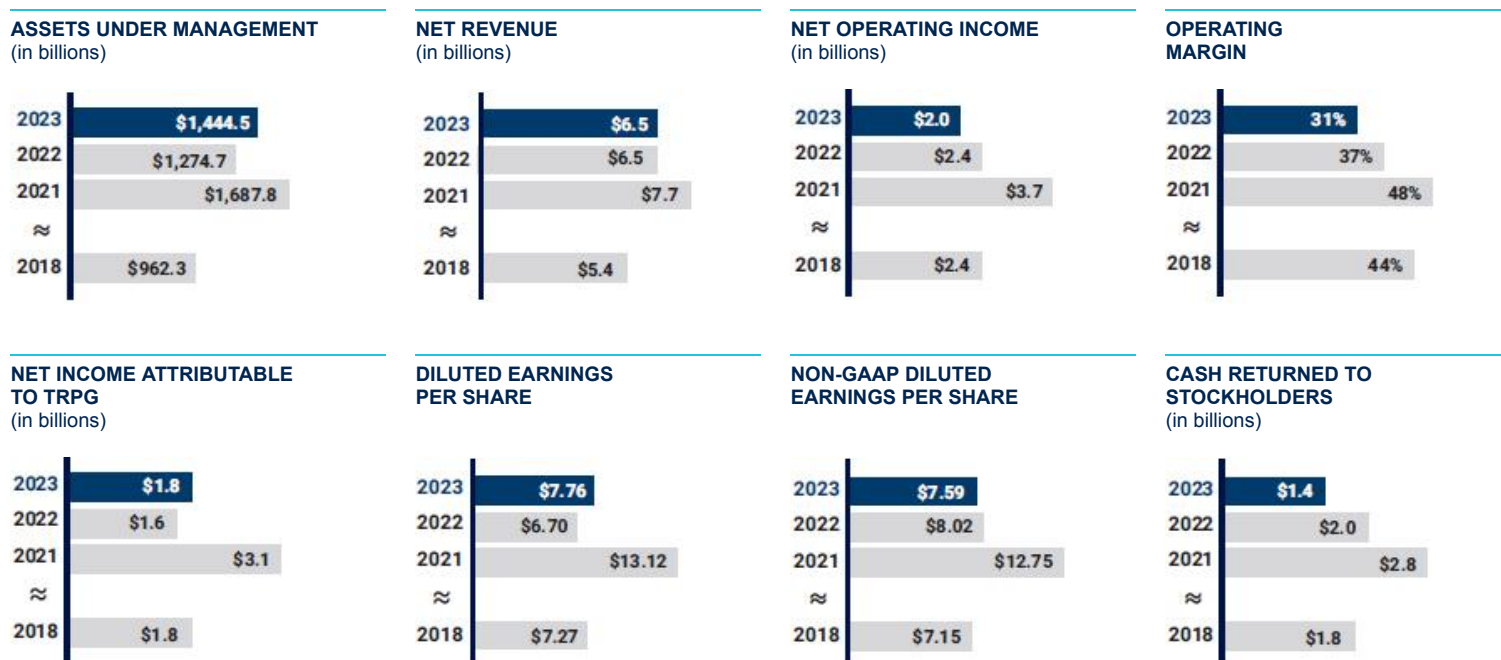 ASSETS UNDER MANAGEMENT
(in billions)
2023 $1,444.5
2022 $1,274.7
2021 $1,687.8
≈
2018 $962.3
NET REVENUE
(in billions)
2023 $6.5
2022 $6.5
2021 $7.7
≈
2018 $5.4
NET OPERATING INCOME
(in billions)
2023 $2.0
2022 $2.4
2021 $3.7
≈
2018 $2.4
OPERATING
MARGIN
2023 31%
2022 37%
2021 48%
≈
2018 44%
NET INCOME ATTRIBUTABLE
TO TRPG
(in billions)
2023 $1.8
2022 $1.6
2021 $3.1
≈
2018 $1.8
DILUTED EARNINGS
PER SHARE
2023 $7.76
2022 $6.70
2021 $13.12
≈
2018 $7.27
NON-GAAP DILUTED
EARNINGS PER SHARE
2023 $7.59
2022 $8.02
2021 $12.75
≈
2018 $7.15
CASH RETURNED TO
STOCKHOLDERS
(in billions)
2023 $1.4
2022 $2.0
2021 $2.8
≈
2018 $1.8